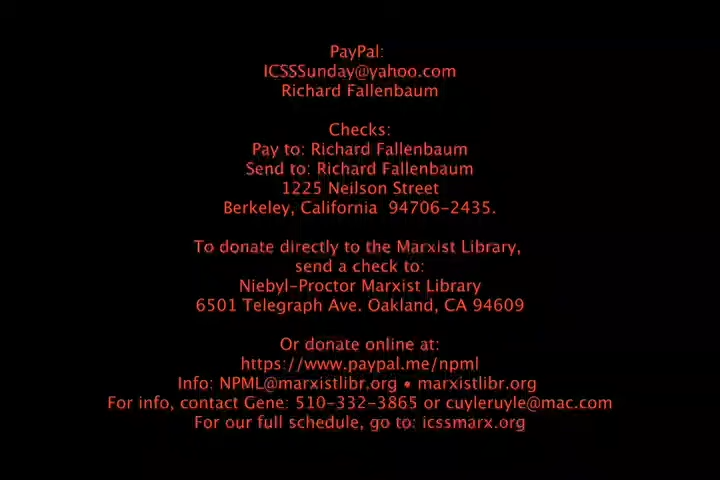 PayPal:
ICSSSunday@yahoo.com
Richard Fallenbaum
Checks:
Pay to: Richard Fallenbaum
Send to: Richard Fallenbaum
1225 Neilson Street
Berkeley, California  94706-2435.
To donate directly to the Marxist Library,
send a check to:
Niebyl-Proctor Marxist Library
6501 Telegraph Ave. Oakland, CA 94609
Or donate online at:
https://www.paypal.me/npml
Info: NPML@marxistlibr.org • marxistlibr.org
For info, contact Gene: 510-332-3865 or cuyleruyle@mac.com
For our full schedule, go to: icssmarx.org